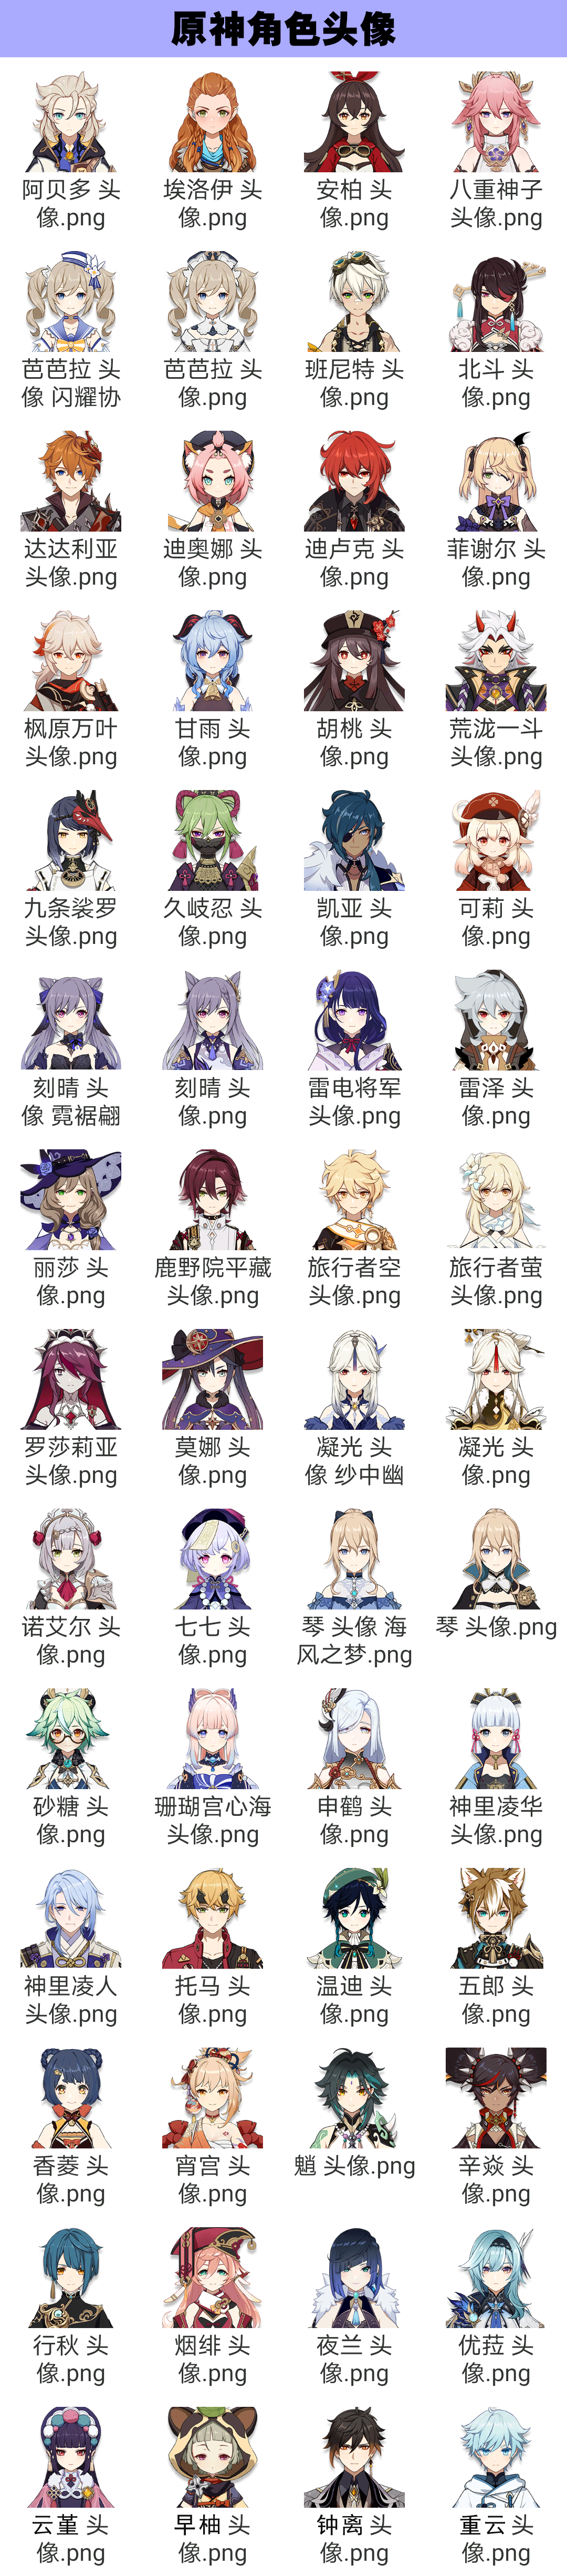 原神角色头像
阿贝多 头
像.png
埃洛伊 头
像.png
安柏 头
像.png
八重神子
头像.png
芭芭拉 头
像 闪耀协
芭芭拉 头
像.png
班尼特 头
像.png
北斗 头
像.png
达达利亚
头像.png
迪奥娜 头
像.png
迪卢克 头
像.png
菲谢尔 头
像.png
枫原万叶
头像.png
甘雨 头
像.png
胡桃 头
像.png
荒泷一斗
头像.png
九条裟罗
头像.png
久岐忍 头
像.png
凯亚 头
像.png
可莉 头
像.png
刻晴 头
像 霓裾翩
刻晴 头
像.png
雷电将军
头像.png
雷泽 头
像.png
丽莎 头
像.png
鹿野院平藏
头像.png
旅行者空
头像.png
旅行者萤
头像.png
罗莎莉亚
头像.png
莫娜 头
像.png
凝光 头
像 纱中幽
凝光 头
像.png
诺艾尔 头
像.png
七七 头
像.png
琴 头像 海
风之梦.png
琴 头像.png
砂糖 头
像.png
珊瑚宫心海
头像.png
申鹤 头
像.png
神里凌华
头像.png
神里凌人
头像.png
托马 头
像.png
温迪 头
像.png
五郎 头
像.png
香菱 头
像.png
宵宫 头
像.png
魈 头像.png
辛焱 头
像.png
行秋 头
像.png
烟绯 头
像.png
夜兰 头
像.png
优菈 头
像.png
云堇 头
像.png
早柚 头
像.png
钟离 头
像.png
重云 头
像.png